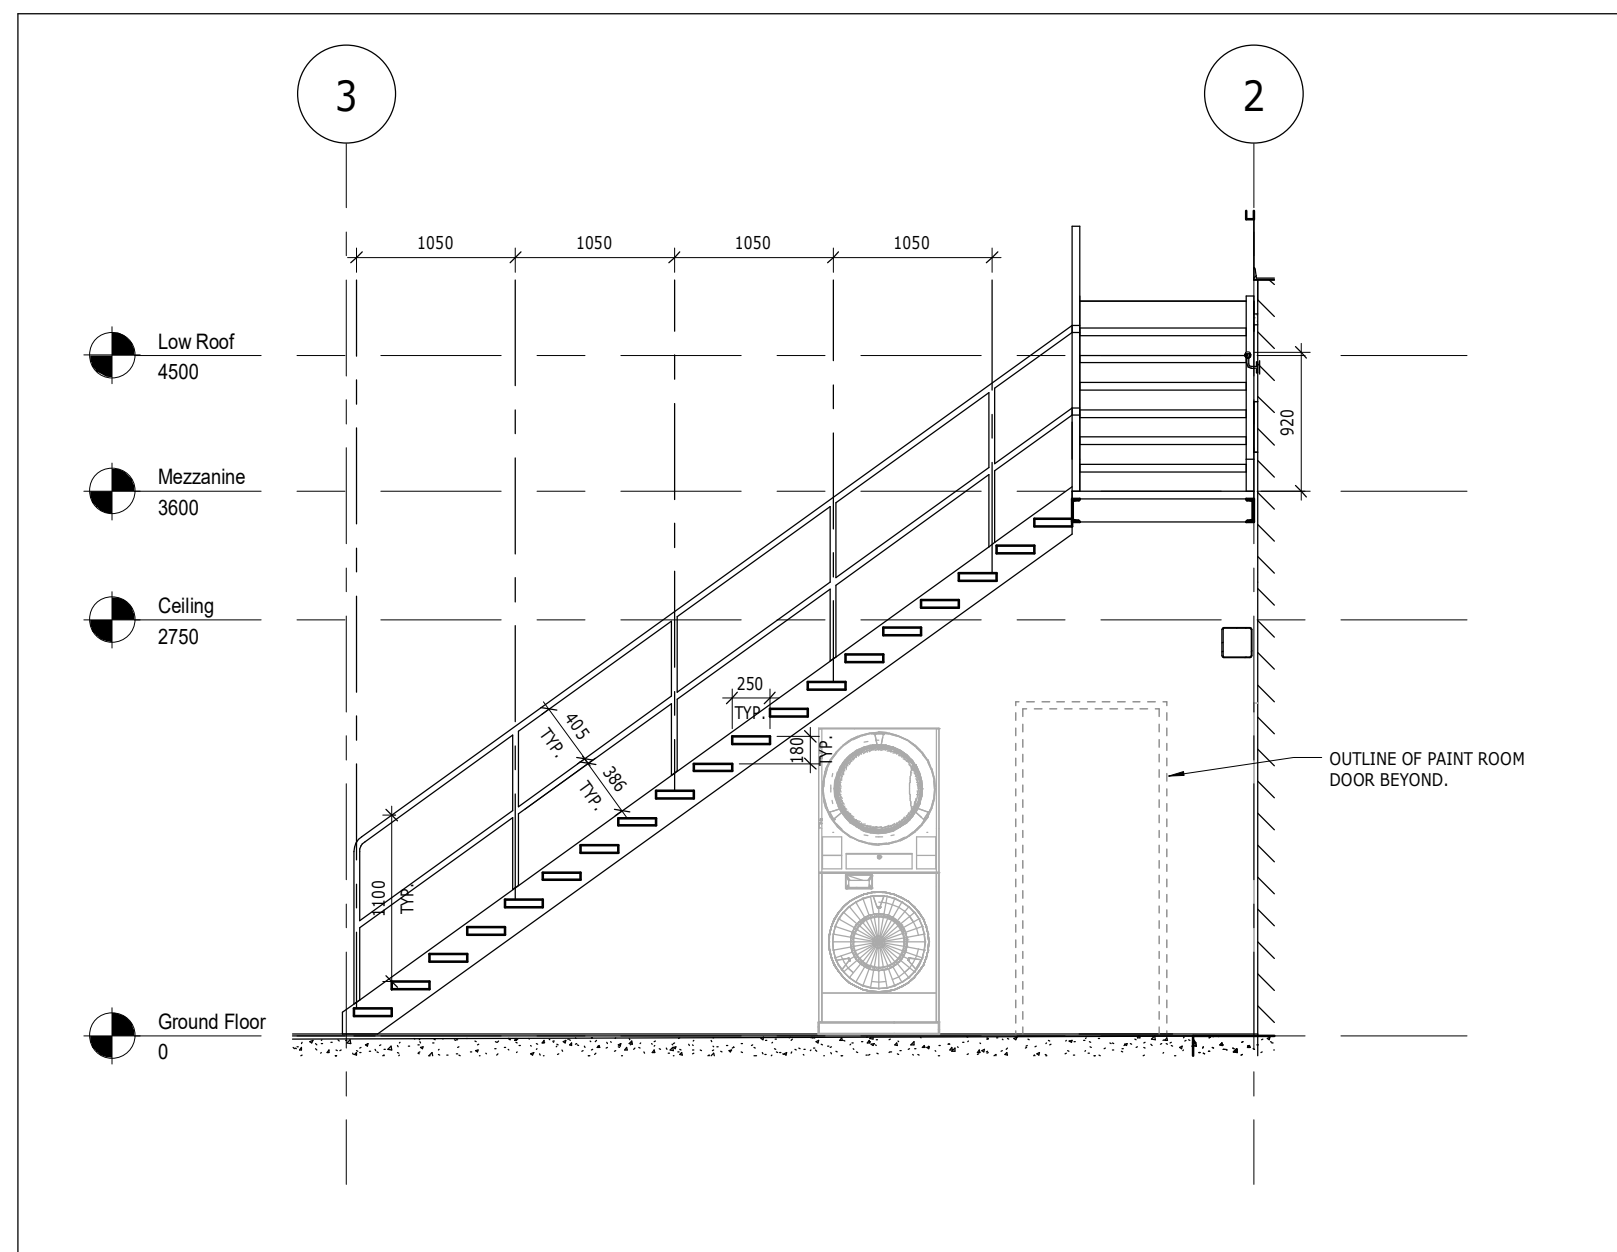 3
2
1050
1050
1050
1050
Low Roof
4500
920
Mezzanine
3600
Ceiling
2750
250
TYP.
405
TYP.
180
TYP.
386
TYP.
OUTLINE OF PAINT ROOM
DOOR BEYOND.
1100
TYP.
Ground Floor
0